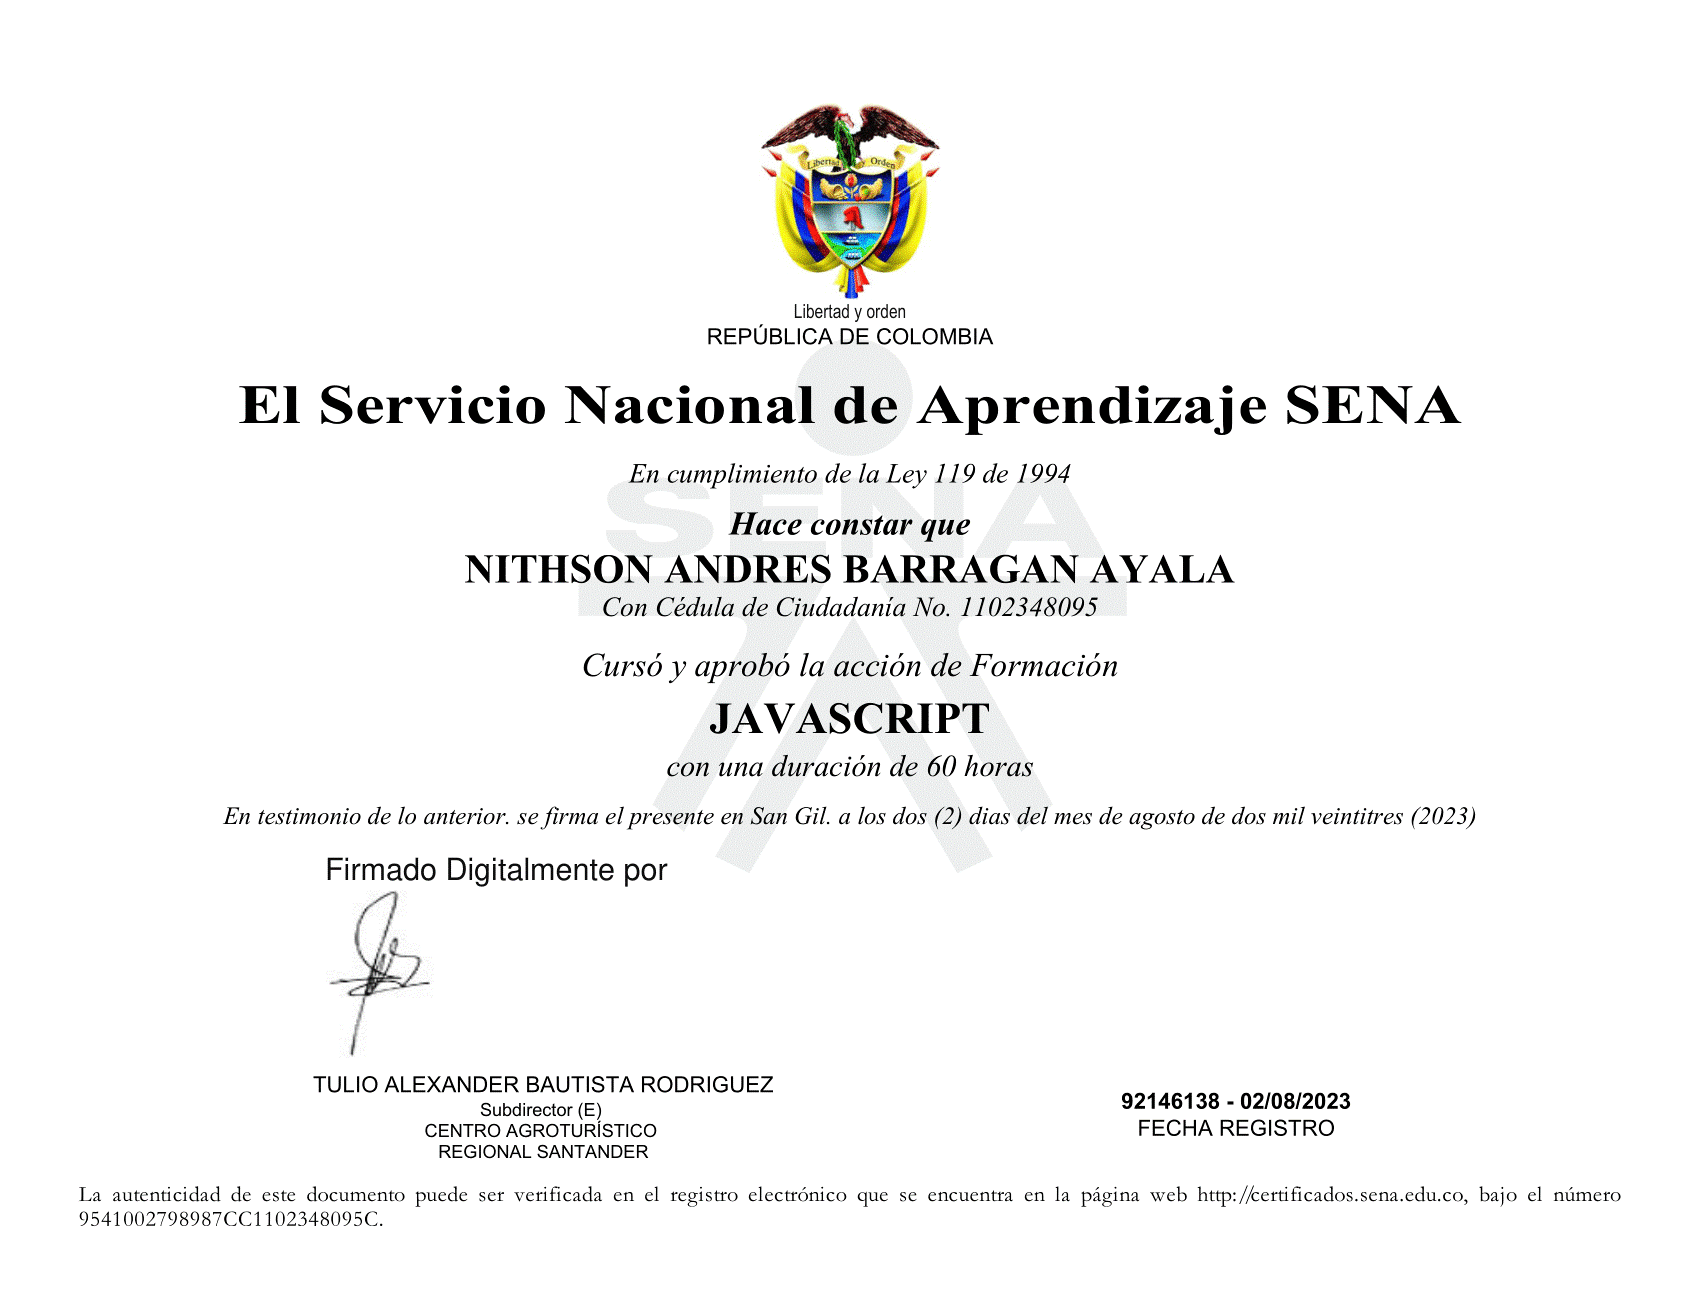 Libertad y Orden
Libertad y orden
REPÚBLICA DE COLOMBIA
El Servicio Nacional de Aprendizaje SENA
En cumplimiento de la Ley 119 de 1994
SENA
Hace constar que
NITHSON ANDRES BARRAGAN AYALA
Con Cédula de Ciudadanía No. 1102348095
Cursó y aprobó la acción de Formación
JAVASCRIPT
con una duración de 60 horas
En testimonio de lo anterior. se firma el presente en San Gil. a los dos (2) dias del mes de agosto de dos mil veintitres (2023)
Firmado Digitalmente por
TULIO ALEXANDER BAUTISTA RODRIGUEZ
Subdirector (E)
CENTRO AGROTURÍSTICO
REGIONAL SANTANDER
92146138 - 02/08/2023
FECHA REGISTRO
La autenticidad de este documento puede ser verificada en el registro electrónico que se encuentra en la página web http://certificados.sena.edu.co, bajo el número
9541002798987CC1102348095C.